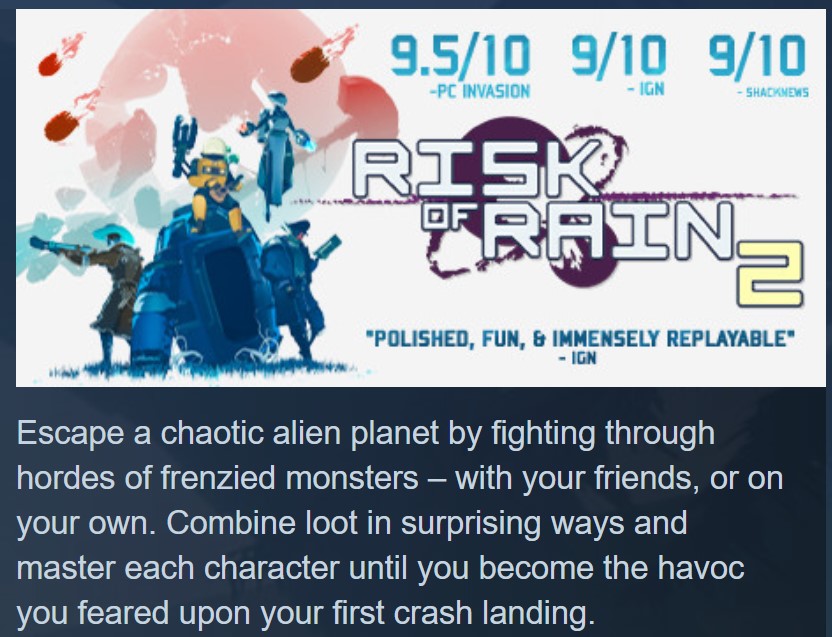 9.5/10 9/10 9/10
-PC INVASION - IGN - SHACKNEWS
RISK
OF RAIN
2
"POLISHED, FUN, & IMMENSELY REPLAYABLE"
- IGN
Escape a chaotic alien planet by fighting through
hordes of frenzied monsters – with your friends, or on
your own. Combine loot in surprising ways and
master each character until you become the havoc
you feared upon your first crash landing.